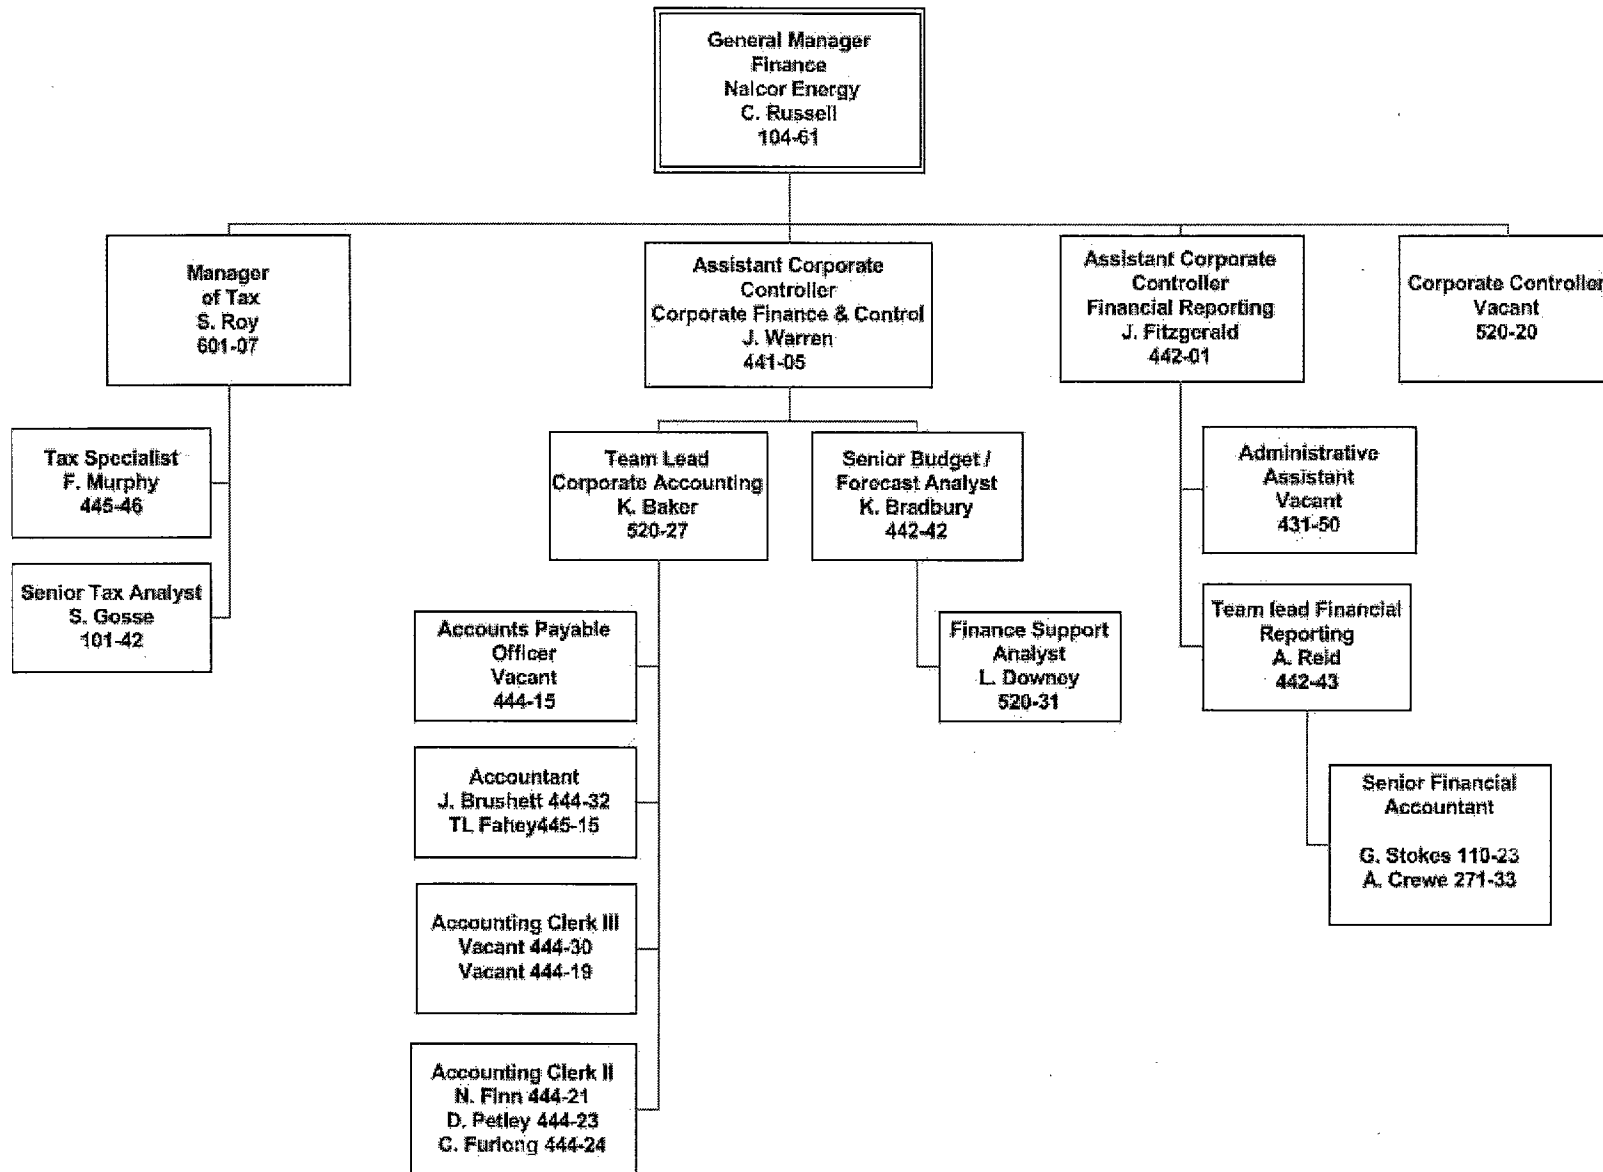 General Manager
Finance
Nalcor Energy
C. Russell
104-61
Manager
of Tax
S. Roy
601-07
Assistant Corporate
Controller
Corporate Finance & Control
J. Warren
441-05
Assistant Corporate
Controller
Financial Reporting
J. Fitzgerald
442-01
Corporate Controller
Vacant
520-20
Tax Specialist
F. Murphy
445-46
Senior Tax Analyst
S. Gosse
101-42
Team Lead
Corporate Accounting
K. Baker
520-27
Senior Budget /
Forecast Analyst
K. Bradbury
442-42
Administrative
Assistant
Vacant
431-50
Accounts Payable
Officer
Vacant
444-15
Finance Support
Analyst
L. Downey
520-31
Team lead Financial
Reporting
A. Reid
442-43
Accountant
J. Brushett 444-32
TL Fahey445-15
Senior Financial
Accountant
G. Stokes 110-23
A. Crewe 271-33
Accounting Clerk III
Vacant 444-30
Vacant 444-19
Accounting Clerk II
N. Finn 444-21
D. Petley 444-23
C. Furlong 444-24